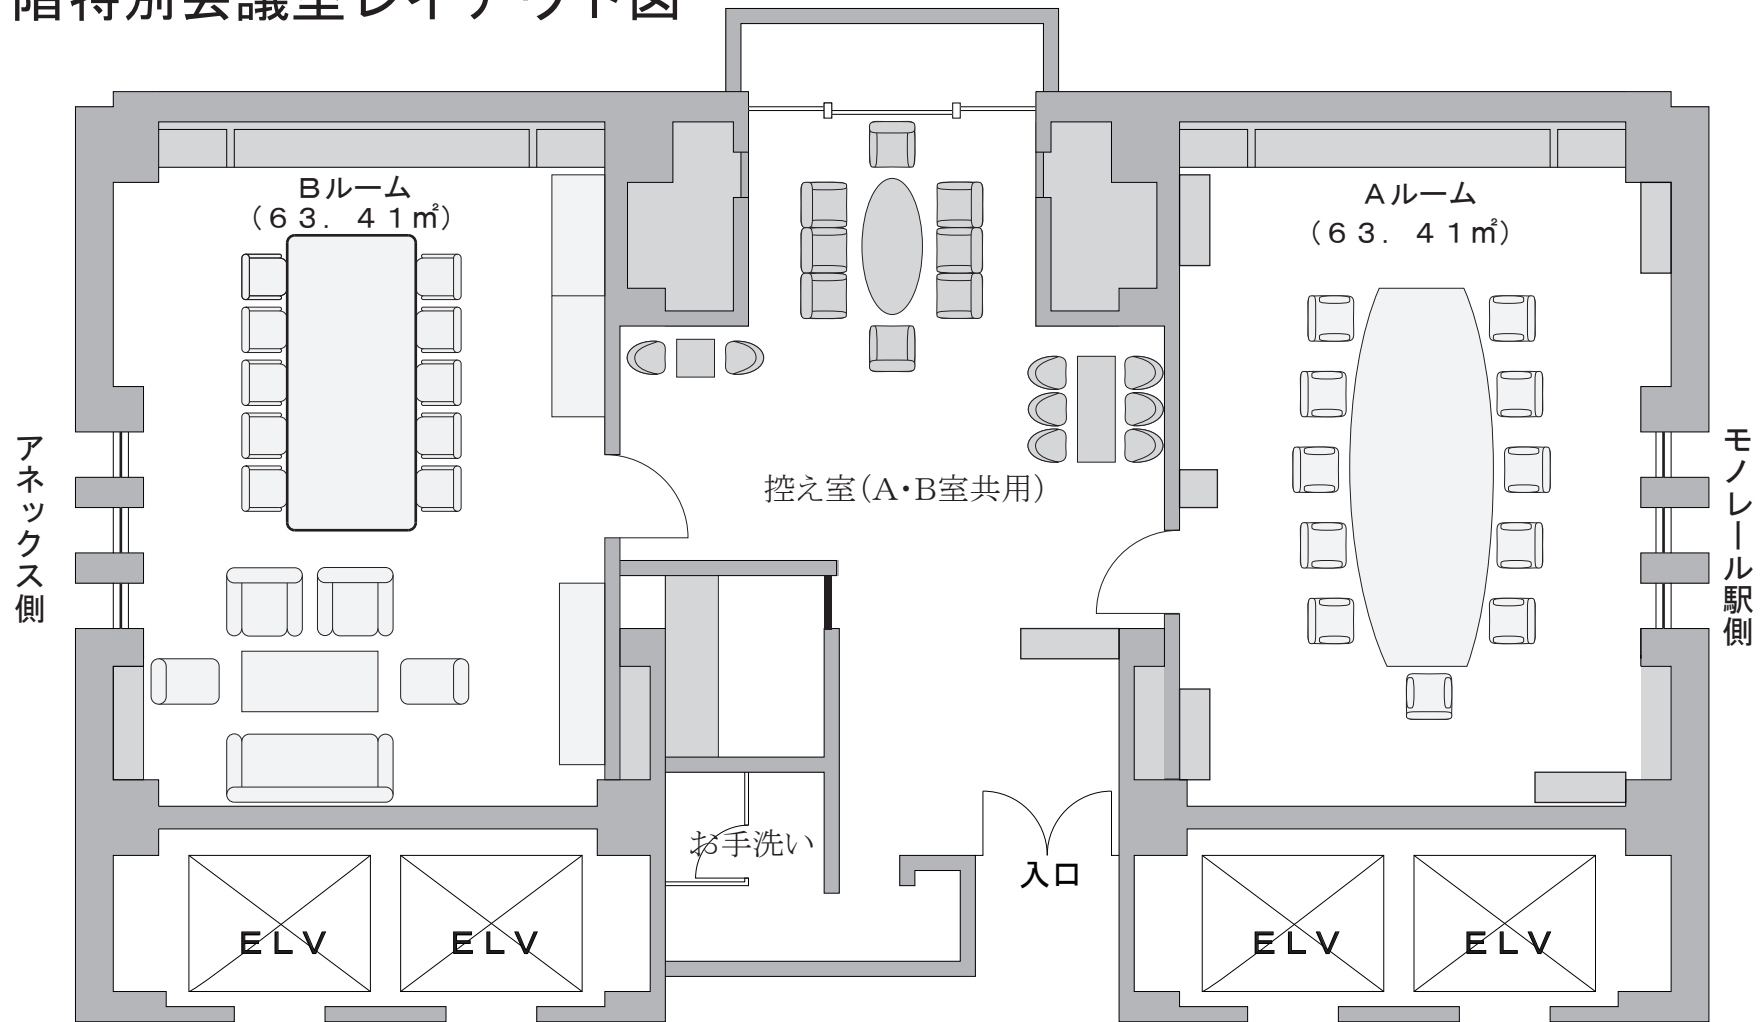 階特別会議室レイアウト図
Bルーム
（６３．４１㎡）
Aルーム
（６３．４１㎡）
アネックス側
モノレール駅側
控え室（A・B室共用）
お手洗い
入口
ＥＬＶ
ＥＬＶ
ＥＬＶ
ＥＬＶ